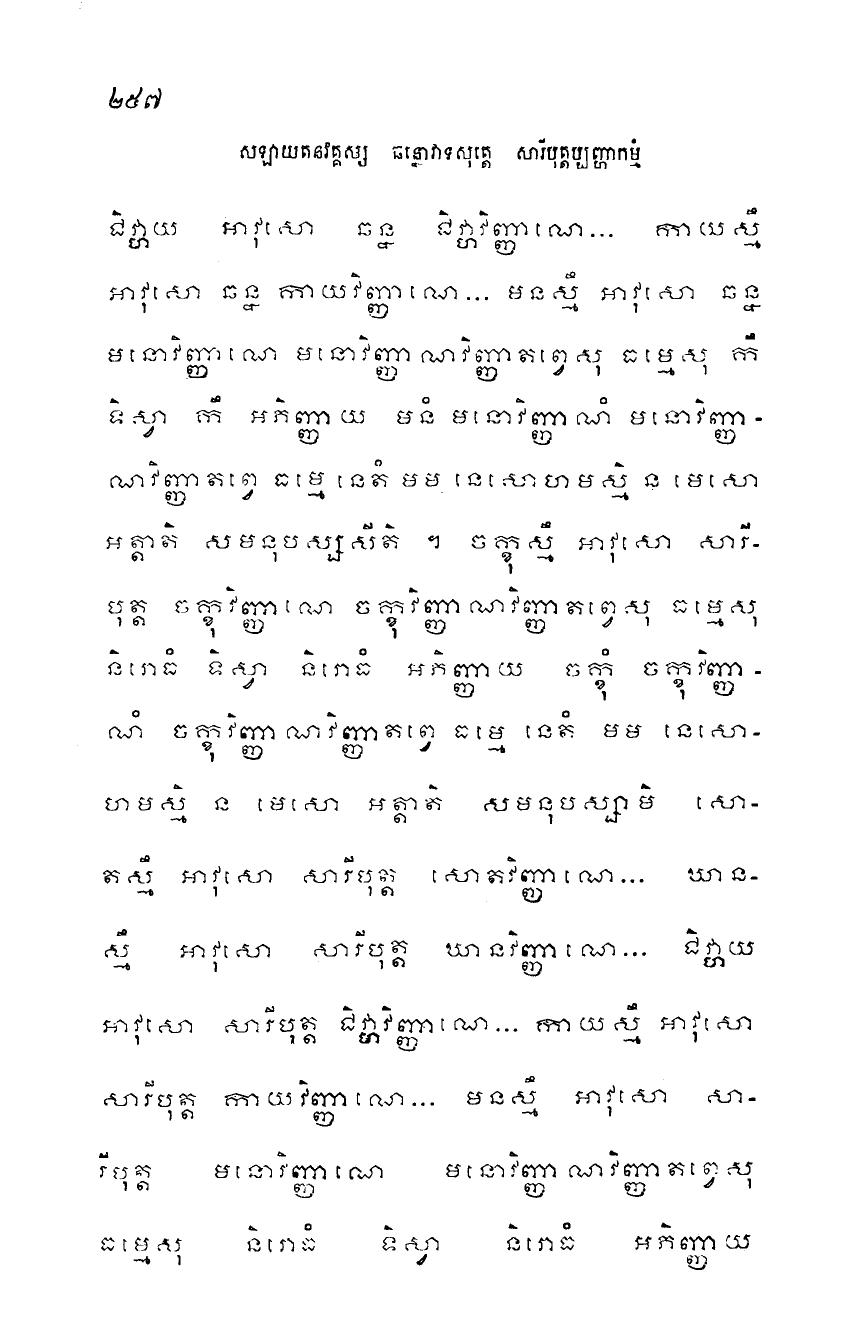 ២៥៧
សឡាយតនវគ្គស្ស ធន្នោវាទសុត្តេ សារីបុត្តប្បញ្ហាកម្មំ
ជិវ្ហាយ អាវុសោ ឆន្ន ជិវ្ហាវិញ្ញាណេ... កាយស្មឹ
អាវុសោ ឆន្ន កាយវិញ្ញាណេ... មនស្មឹ អាវុសោ ឆន្ន
មនោវិញ្ញាណេ មនោវិញ្ញាណវិញ្ញាតព្វេសុ ធម្មេសុ កឹ
ទិស្វា កឹ អភិញ្ញាយ មនំ មនោវិញ្ញាណំ មនោវិញ្ញា-
ណវិញ្ញាតព្វេ ធម្មេ នេតំ មម នេសោហមស្មិ ន មេសោ
អត្តាតិ សមនុបស្សសីតិ ។ ចក្ខុស្មឹ អាវុសោ សារី-
បុត្ត ចក្ខុវិញ្ញាណេ ចក្ខុវិញ្ញាណវិញ្ញាតព្វេសុ ធម្មេសុ
និរោធំ ទិស្វា និរោធំ អភិញ្ញាយ ចក្ខុំ ចក្ខុវិញ្ញា-
ណំ ចក្ខុវិញ្ញាណវិញ្ញាតព្វេ ធម្មេ នេតំ មម នេសោ-
ហមស្មិ ន មេសោ អត្តាតិ សមនុបស្សាមិ សោ-
តស្មឹ អាវុសោ សារីបុត្ត សោតវិញ្ញាណេ... ឃាន-
ស្មឹ អាវុសោ សារីបុត្ត ឃានវិញ្ញាណេ... ជិវ្ហាយ
អាវុសោ សារីបុត្ត ជិវ្ហាវិញ្ញាណេ... កាយស្មឹ អាវុសោ
សារីបុត្ត កាយវិញ្ញាណេ... មនស្មឹ អាវុសោ សា-
រីបុត្ត មនោវិញ្ញាណេ មនោវិញ្ញាណវិញ្ញាតព្វេសុ
ធម្មេសុ និរោធំ ទិស្វា និរោធំ អភិញ្ញាយ